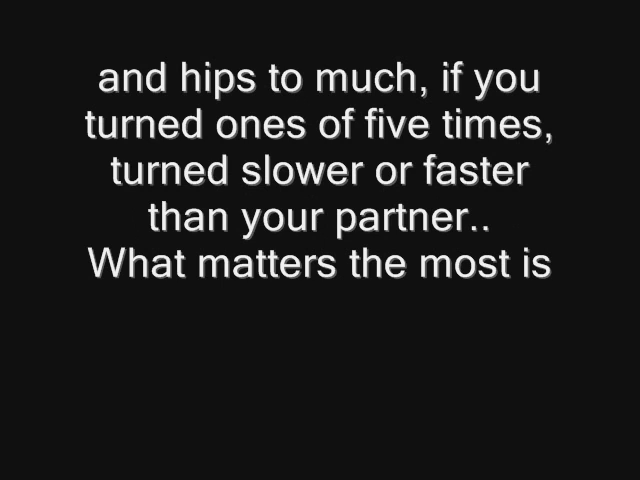 and hips to much, if you
turned ones of five times,
turned slower or faster
than your partner..
What matters the most is